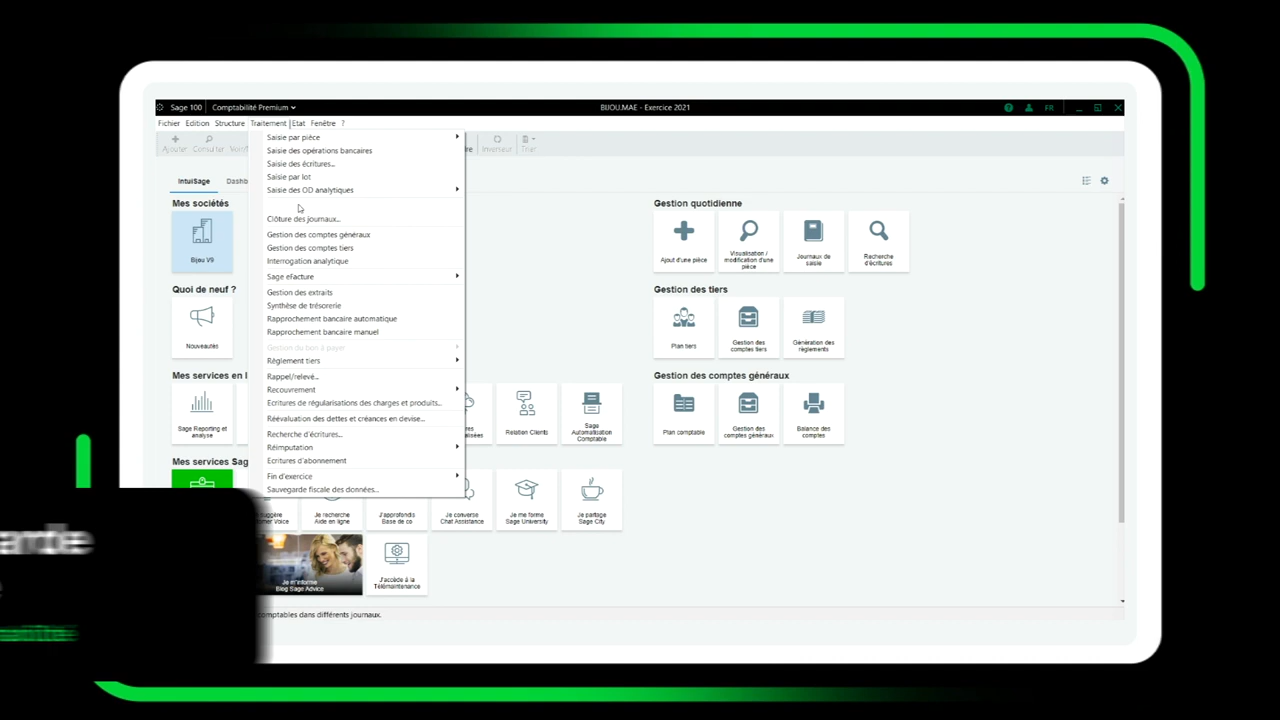 Sage 100 Comptabilité Premium
BIJOU.MAE - Exercice 2021
FR
Fichier Edition Structure Traitement Etat Fenêtre ?
Ajouter Consulter
Inverseur Trier
Saisie par pièce
Saisie des opérations bancaires
Saisie des écritures...
Saisie par lot
Saisie des OD analytiques
Clôture des journaux...
Gestion des comptes généraux
Gestion des comptes tiers
Interrogation analytique
Sage eFacture
Gestion des extraits
Synthèse de trésorerie
Rapprochement bancaire automatique
Rapprochement bancaire manuel
Gestion du bon à payer
Règlement tiers
Rappel/relevé...
Recouvrement
Ecritures de régularisations des charges et produits...
Réévaluation des dettes et créances en devise...
Recherche d'écritures...
Réimputation
Ecritures d'abonnement
Fin d'exercice
Sauvegarde fiscale des données...
IntuiSage Dashb
Mes sociétés
Bijou V9
Quoi de neuf ?
Nouveautés
Mes services en l
Sage Reporting et
analyse
Relation Clients
Sage
Automatisation
Comptable
Mes services Sag
Je recherche
Aide en ligne
J'approfondis
Base de co
Je converse
Chat Assistance
Je me forme
Sage University
Je partage
Sage City
Je m'informe
Blog Sage Advice
J'accède à la
Télémaintenance
Gestion quotidienne
Ajout d'une pièce
Visualisation /
modification d'une
pièce
Journaux de
saisie
Recherche
d'écritures
Gestion des tiers
Plan tiers
Gestion des
comptes tiers
Génération des
règlements
Gestion des comptes généraux
Plan comptable
Gestion des
comptes généraux
Balance des
comptes
comptables dans différents journaux.
arde